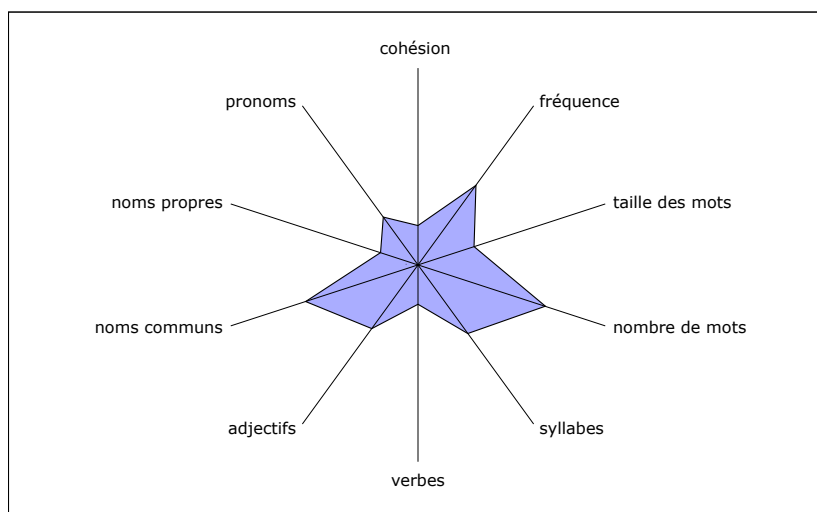 cohésion
pronoms
fréquence
noms propres
taille des mots
noms communs
nombre de mots
adjectifs
syllabes
verbes